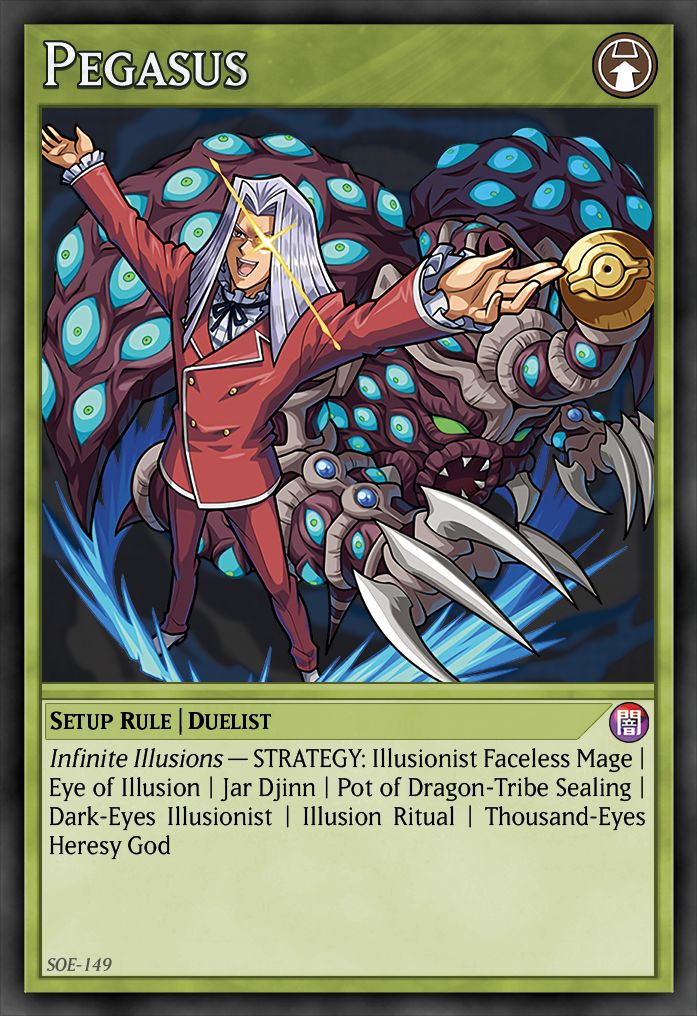 PEGASUS
SETUP RULE | DUELIST
闇
Infinite Illusions — STRATEGY: Illusionist Faceless Mage |
Eye of Illusion | Jar Djinn | Pot of Dragon-Tribe Sealing |
Dark-Eyes Illusionist | Illusion Ritual | Thousand-Eyes
Heresy God
SOE-149